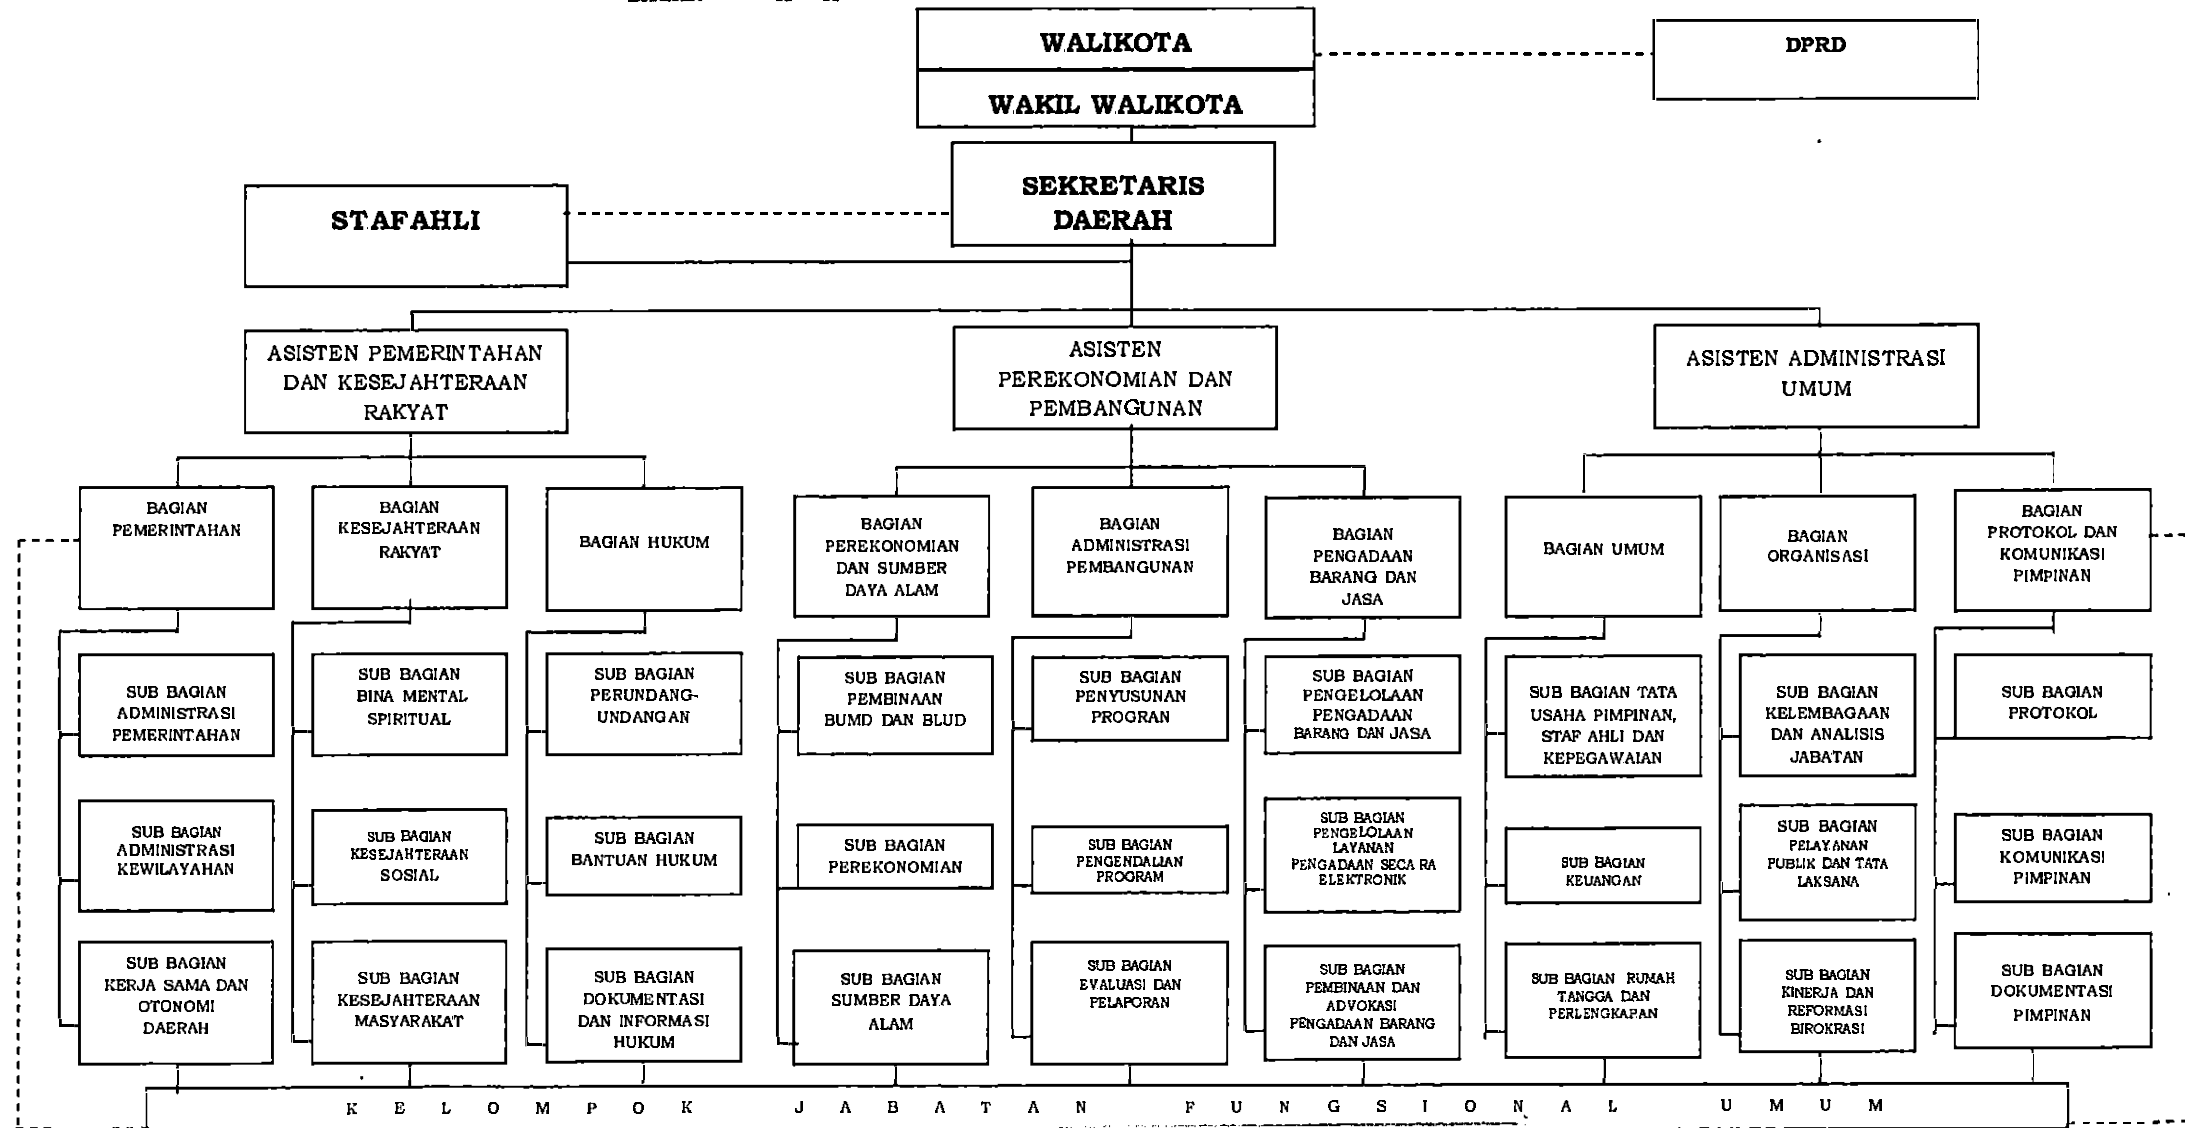 WALIKOTA
DPRD
WAKIL WALIKOTA
SEKRETARIS
DAERAH
STAFAHLI
ASISTEN PEMERINTAHAN
DAN KESEJAHTERAAN
RAKYAT
ASISTEN
PEREKONOMIAN DAN
PEMBANGUNAN
ASISTEN ADMINISTRASI
UMUM
BAGIAN
PEMERINTAHAN
BAGIAN
KESEJAHTERAAN
RAKYAT
BAGIAN HUKUM
BAGIAN
PEREKONOMIAN
DAN SUMBER
DAYA ALAM
BAGIAN
ADMINISTRASI
PEMBANGUNAN
BAGIAN
PENGADAAN
BARANG DAN
JASA
BAGIAN UMUM
BAGIAN
ORGANISASI
BAGIAN
PROTOKOL DAN
KOMUNIKASI
PIMPINAN
SUB BAGIAN
ADMINISTRASI
PEMERINTAHAN
SUB BAGIAN
BINA MENTAL
SPIRITUAL
SUB BAGIAN
PERUNDANG-
UNDANGAN
SUB BAGIAN
PEMBINAAN
BUMD DAN BLUD
SUB BAGIAN
PENYUSUNAN
PROGRAN
SUB BAGIAN
PENGELOLAAN
PENGADAAN
BARANG DAN JASA
SUB BAGIAN TATA
USAHA PIMPINAN,
STAF AHLI DAN
KEPEGAWAIAN
SUB BAGIAN
KELEMBAGAAN
DAN ANALISIS
JABATAN
SUB BAGIAN
PROTOKOL
SUB BAGIAN
ADMINISTRASI
KEWILAYAHAN
SUB BAGIAN
KESEJAHTERAAN
SOSIAL
SUB BAGIAN
BANTUAN HUKUM
SUB BAGIAN
PEREKONOMIAN
SUB BAGIAN
PENGENDALIAN
PROGRAM
SUB BAGIAN
PENGELOLAAN
LAYANAN
PENGADAAN SECARA
ELEKTRONIK
SUB BAGIAN
KEUANGAN
SUB BAGIAN
PELAYANAN
PUBLIK DAN TATA
LAKSANA
SUB BAGIAN
KOMUNIKASI
PIMPINAN
SUB BAGIAN
KERJA SAMA DAN
OTONOMI
DAERAH
SUB BAGIAN
KESEJAHTERAAN
MASYARAKAT
SUB BAGIAN
DOKUMENTASI
DAN INFORMASI
HUKUM
SUB BAGIAN
SUMBER DAYA
ALAM
SUB BAGIAN
EVALUASI DAN
PELAPORAN
SUB BAGIAN
PEMBINAAN DAN
ADVOKASI
PENGADAAN BARANG
DAN JASA
SUB BAGIAN RUMAH
TANGGA DAN
PERLENGKAPAN
SUB BAGIAN
KINERJA DAN
REFORMASI
BIROKRASI
SUB BAGIAN
DOKUMENTASI
PIMPINAN
K E L O M P O K J A B A T A N F U N G S I O N A L U M U M